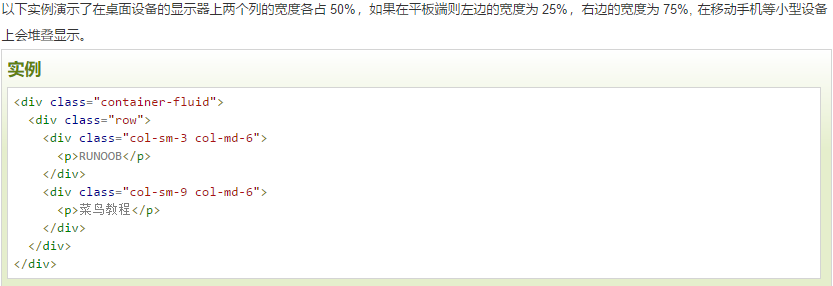 以下实例演示了在桌面设备的显示器上两个列的宽度各占 50%，如果在平板端则左边的宽度为 25%，右边的宽度为 75%, 在移动手机等小型设备
上会堆叠显示。
实例
<div class="container-fluid">
  <div class="row">
    <div class="col-sm-3 col-md-6">
      <p>RUNOOB</p>
    </div>
    <div class="col-sm-9 col-md-6">
      <p>菜鸟教程</p>
    </div>
  </div>
</div>